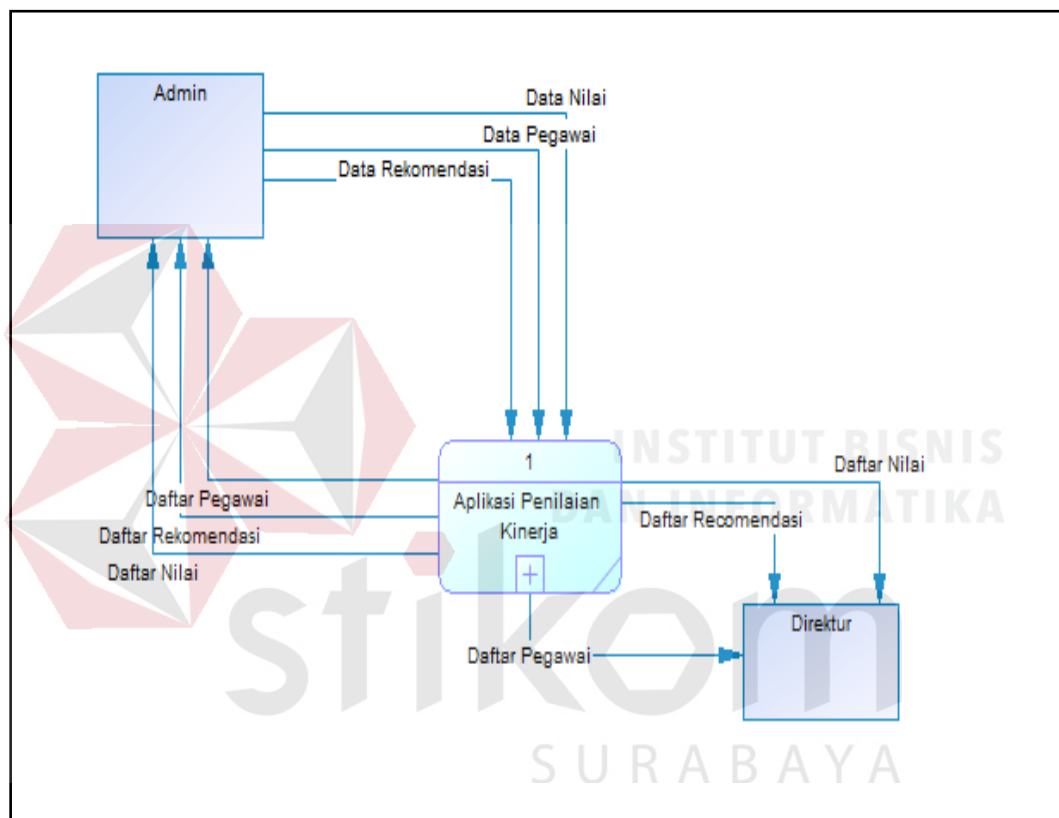 Admin
Data Nilai
Data Pegawai
Data Rekomendasi
1
Aplikasi Penilaian
Kinerja
Daftar Pegawai
Daftar Rekomendasi
Daftar Nilai
Daftar Nilai
Daftar Recomendasi
Direktur
Daftar Pegawai
INSTITUT BISNIS
DAN INFORMATIKA
stikom
SURABAYA